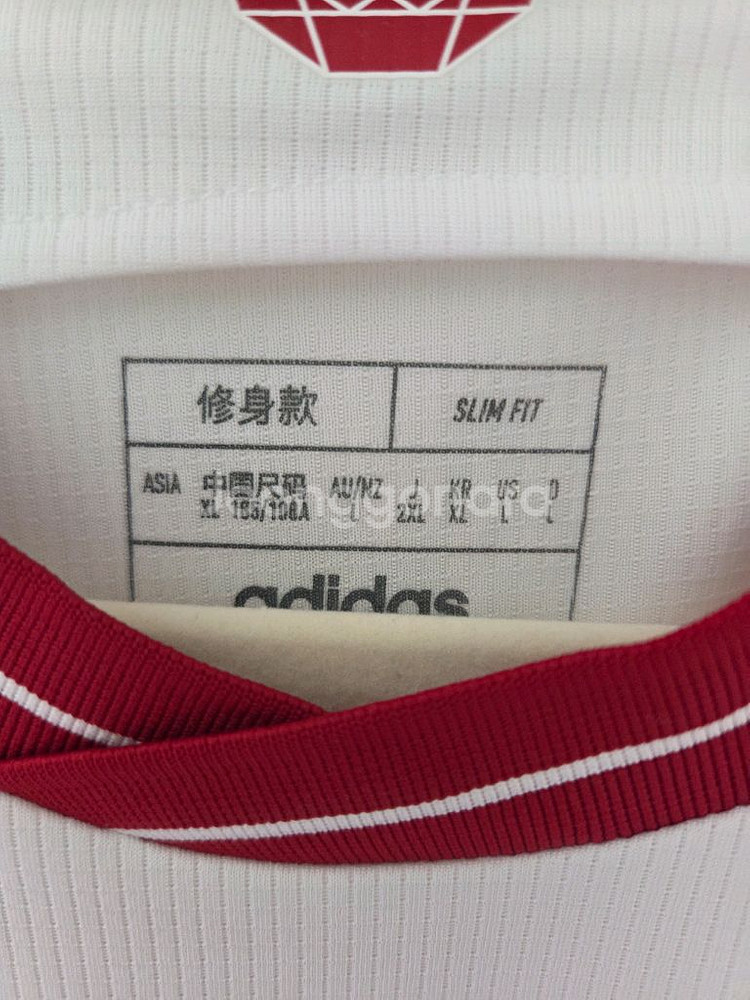 修身款 SLIM FIT
ASIA 中国尺码 AU/NZ J KR US D
XL 185/108A L 2XL XL L L
adidas